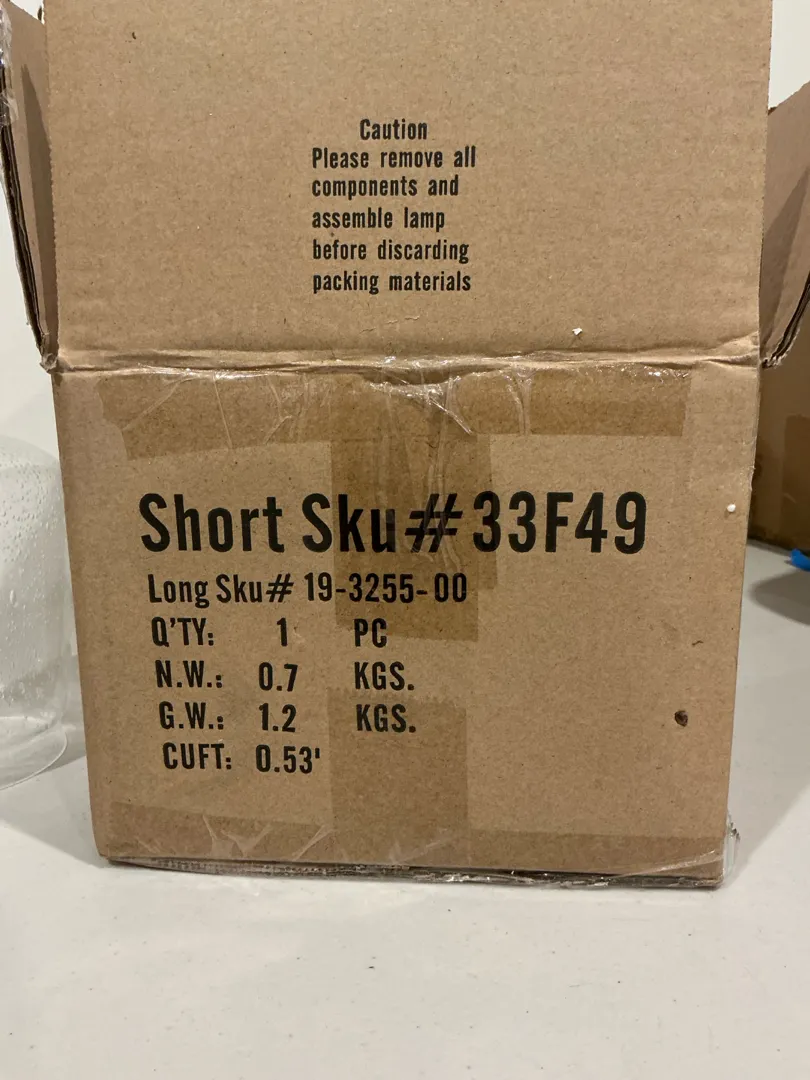 Caution
Please remove all
components and
assemble lamp
before discarding
packing materials
Short Sku# 33F49
Long Sku# 19-3255-00
Q'TY: 1 PC
N.W.: 0.7 KGS.
G.W.: 1.2 KGS.
CUFT: 0.53'